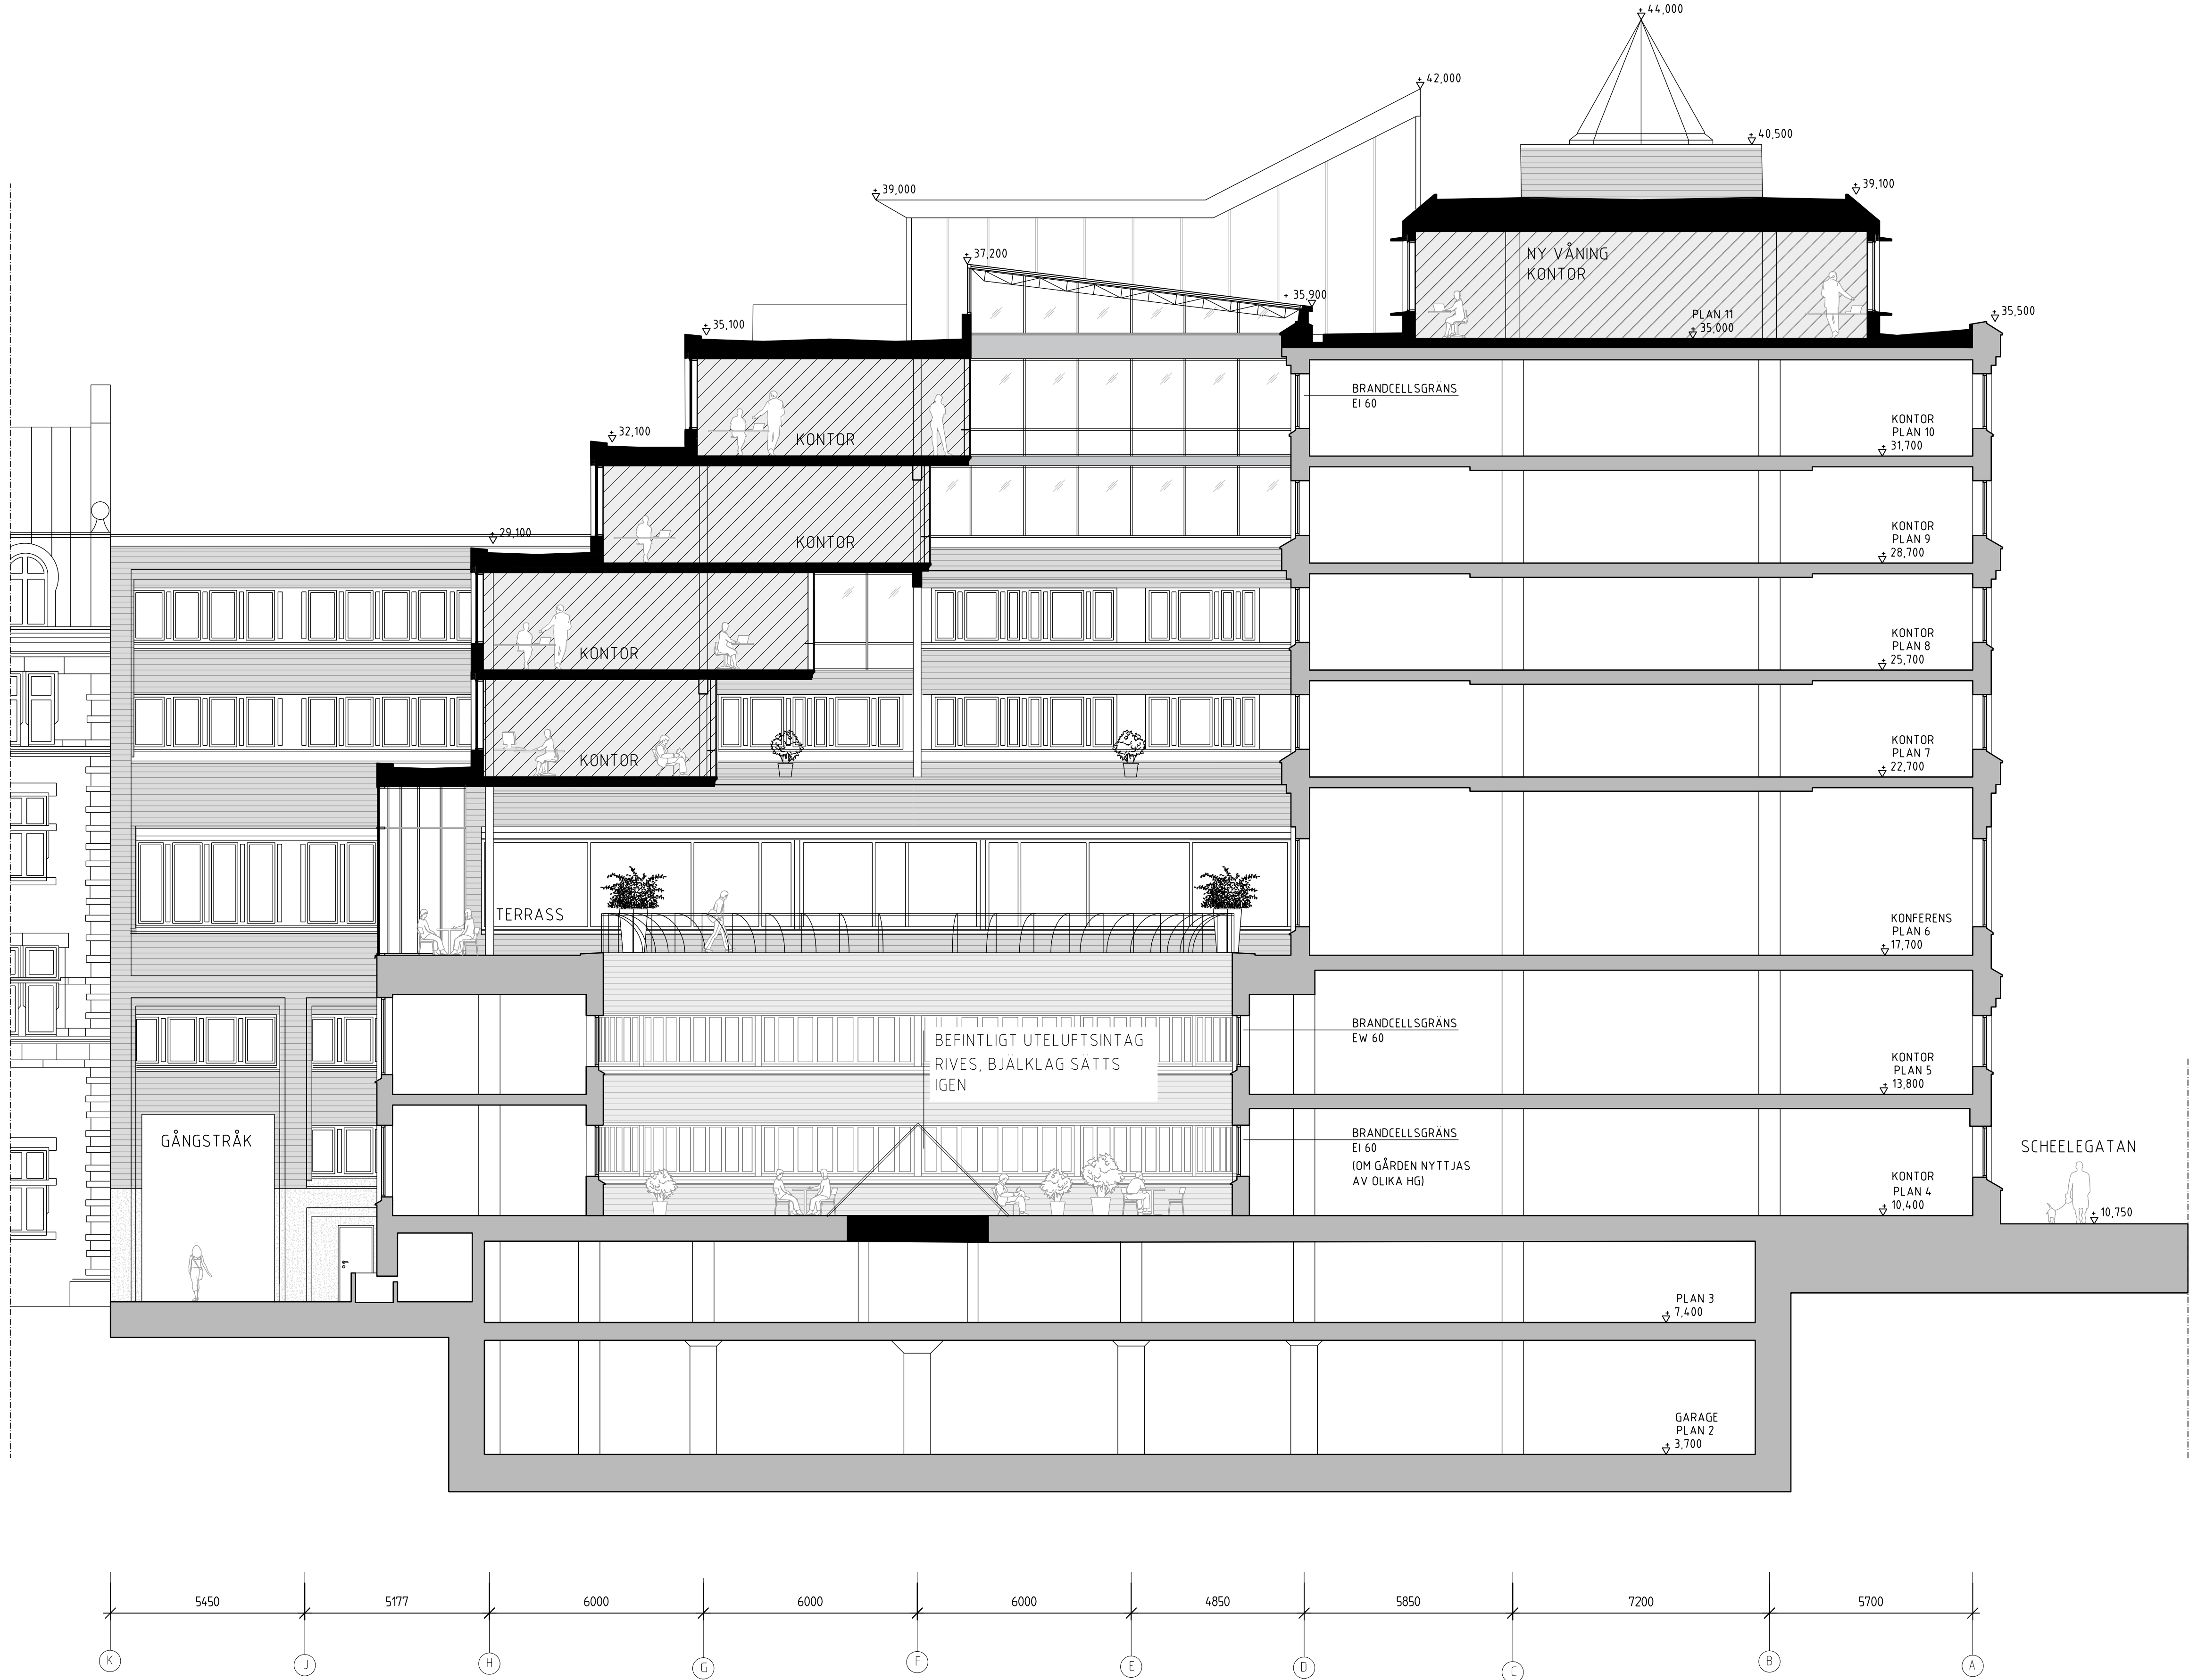 + 44,000
+ 42,000
+ 40,500
+ 39,000
+ 39,100
+ 37,200
NY VÅNING
KONTOR
+ 35,900
PLAN 11
+ 35,000
+ 35,500
+ 35,100
BRANDCELLSGRÄNS
EI 60
KONTOR
PLAN 10
+ 31,700
+ 32,100
KONTOR
KONTOR
PLAN 9
+ 28,700
+ 29,100
KONTOR
KONTOR
PLAN 8
+ 25,700
KONTOR
KONTOR
PLAN 7
+ 22,700
KONTOR
TERRASS
KONFERENS
PLAN 6
+ 17,700
BRANDCELLSGRÄNS
EW 60
BEFINTLIGT UTELUFTSINTAG
RIVES, BJÄLKLAG SÄTTS
IGEN
KONTOR
PLAN 5
+ 13,800
GÅNGSTRÅK
BRANDCELLSGRÄNS
EI 60
(OM GÅRDEN NYTTJAS
AV OLIKA HG)
KONTOR
PLAN 4
+ 10,400
SCHEELEGATAN
+ 10,750
PLAN 3
+ 7,400
GARAGE
PLAN 2
+ 3,700
5450 5177 6000 6000 6000 4850 5850 7200 5700
K J H G F E D C B A